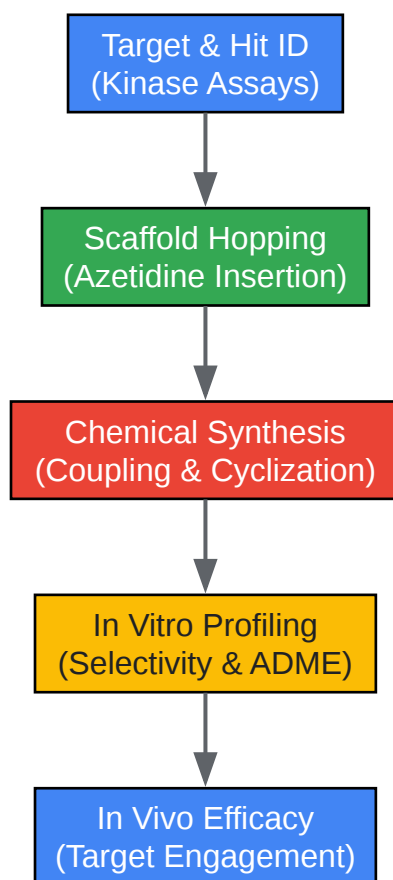 Target & Hit ID
(Kinase Assays)
Scaffold Hopping
(Azetidine Insertion)
Chemical Synthesis
(Coupling & Cyclization)
In Vitro Profiling
(Selectivity & ADME)
In Vivo Efficacy
(Target Engagement)